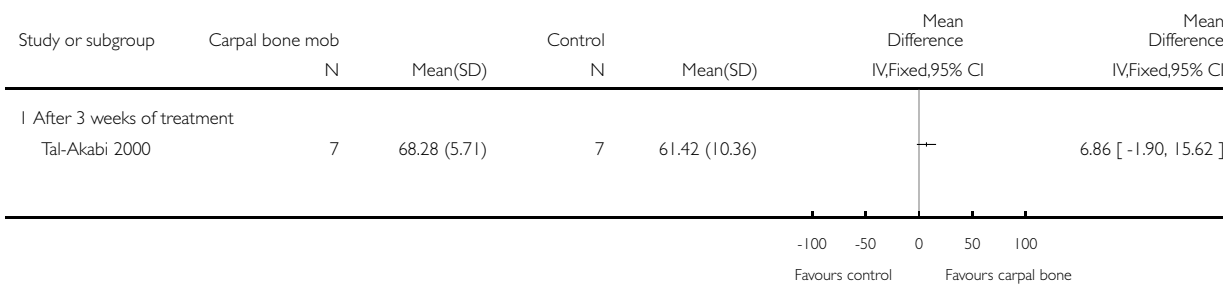 Mean Mean
Study or subgroup Carpal bone mob Control Difference Difference
N Mean(SD) N Mean(SD) IV,Fixed,95% CI IV,Fixed,95% CI
1 After 3 weeks of treatment
Tal-Akabi 2000 7 68.28 (5.71) 7 61.42 (10.36) 6.86 [ -1.90, 15.62 ]
-100 -50 0 50 100
Favours control Favours carpal bone